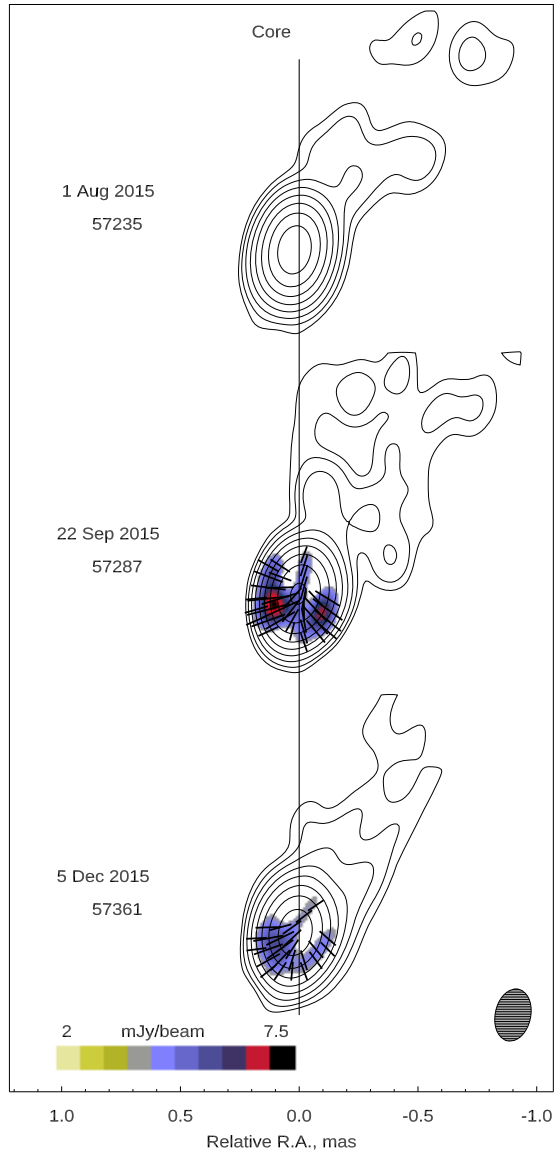 Core
1 Aug 2015
57235
22 Sep 2015
57287
5 Dec 2015
57361
2 mJy/beam 7.5
1.0 0.5 0.0 -0.5 -1.0
Relative R.A., mas